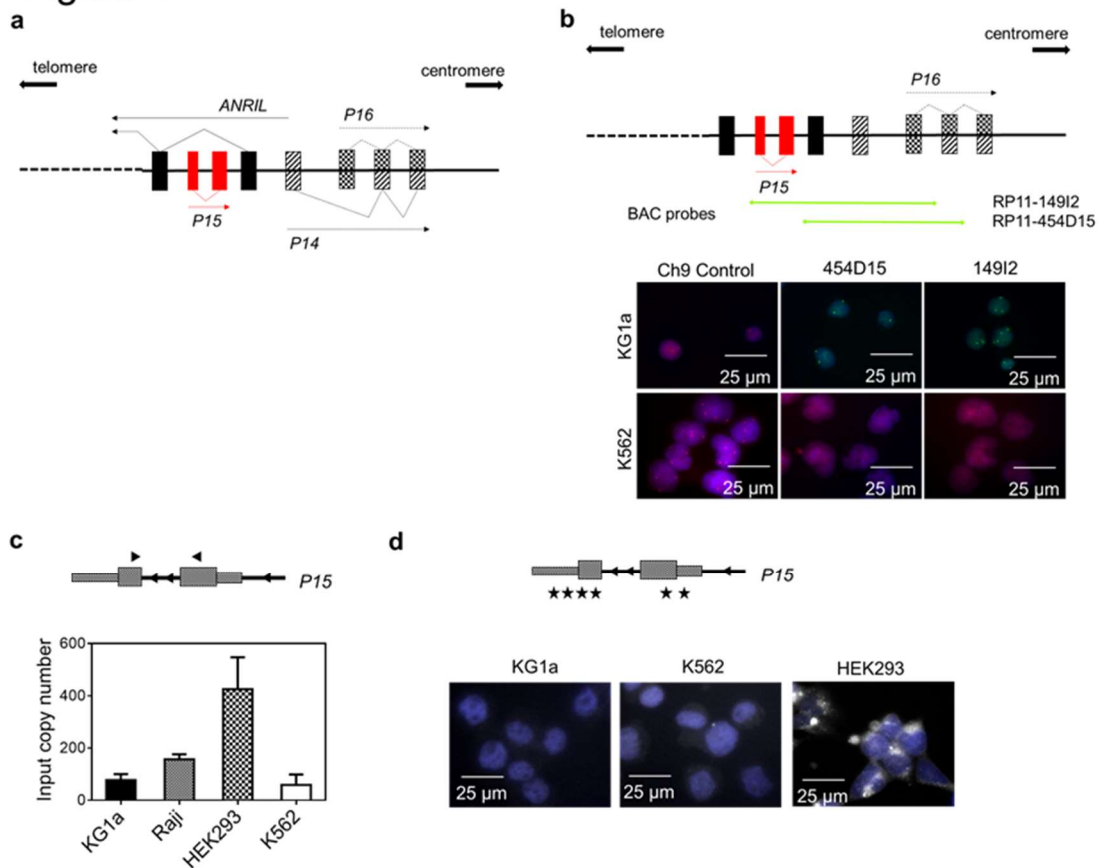 a
telomere
centromere
ANRIL
P16
P15
P14
b
telomere
centromere
P16
P15
BAC probes
RP11-149I2
RP11-454D15
Ch9 Control
454D15
149I2
KG1a
25 µm
25 µm
25 µm
K562
25 µm
25 µm
25 µm
c
P15
Input copy number
600
400
200
0
KG1a
Raji
HEK293
K562
d
P15
KG1a
K562
HEK293
25 µm
25 µm
25 µm